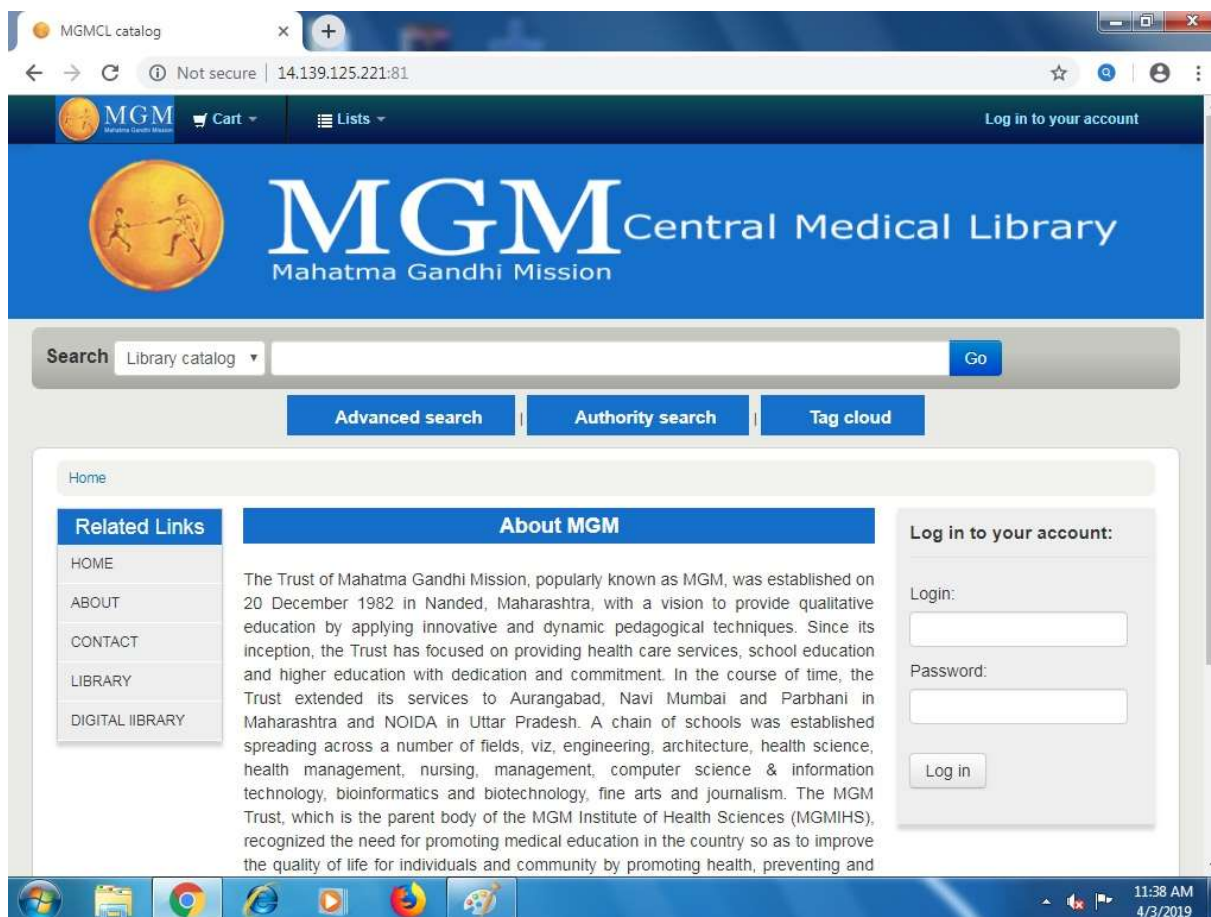 MGMCL catalog
Not secure | 14.139.125.221:81
MGM
Mahatma Gandhi Mission
Cart
Lists
Log in to your account
MGM Central Medical Library
Mahatma Gandhi Mission
Search
Library catalog
Go
Advanced search | Authority search | Tag cloud
Home
Related Links
HOME
ABOUT
CONTACT
LIBRARY
DIGITAL lIBRARY
About MGM
The Trust of Mahatma Gandhi Mission, popularly known as MGM, was established on
20 December 1982 in Nanded, Maharashtra, with a vision to provide qualitative
education by applying innovative and dynamic pedagogical techniques. Since its
inception, the Trust has focused on providing health care services, school education
and higher education with dedication and commitment. In the course of time, the
Trust extended its services to Aurangabad, Navi Mumbai and Parbhani in
Maharashtra and NOIDA in Uttar Pradesh. A chain of schools was established
spreading across a number of fields, viz, engineering, architecture, health science,
health management, nursing, management, computer science & information
technology, bioinformatics and biotechnology, fine arts and journalism. The MGM
Trust, which is the parent body of the MGM Institute of Health Sciences (MGMIHS),
recognized the need for promoting medical education in the country so as to improve
the quality of life for individuals and community by promoting health, preventing and
Log in to your account:
Login:
Password:
Log in
11:38 AM
4/3/2019